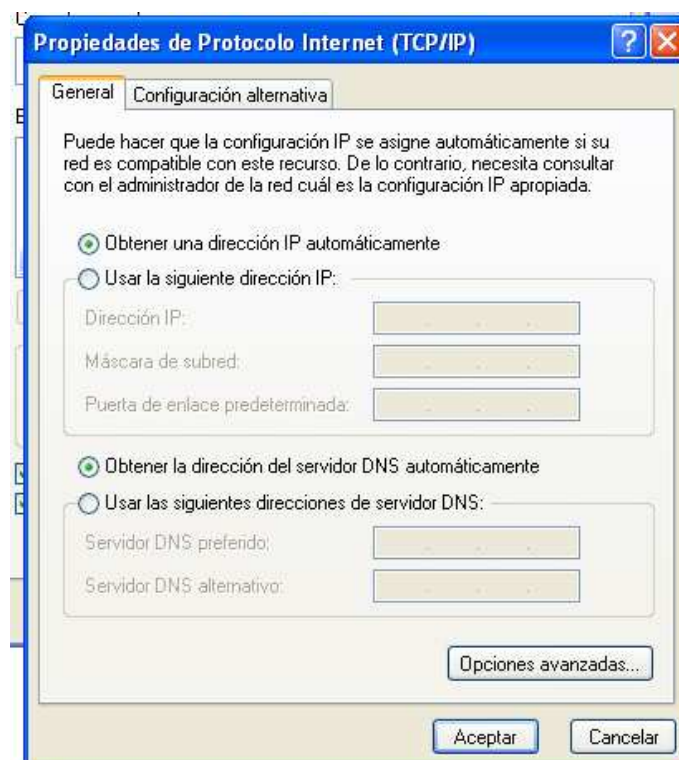 Propiedades de Protocolo Internet (TCP/IP)
General
Configuración alternativa
Puede hacer que la configuración IP se asigne automáticamente si su
red es compatible con este recurso. De lo contrario, necesita consultar
con el administrador de la red cuál es la configuración IP apropiada.
Obtener una dirección IP automáticamente
Usar la siguiente dirección IP:
Dirección IP:
Máscara de subred:
Puerta de enlace predeterminada:
Obtener la dirección del servidor DNS automáticamente
Usar las siguientes direcciones de servidor DNS:
Servidor DNS preferido:
Servidor DNS alternativo:
Opciones avanzadas...
Aceptar
Cancelar